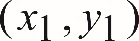 (x₁, y₁)